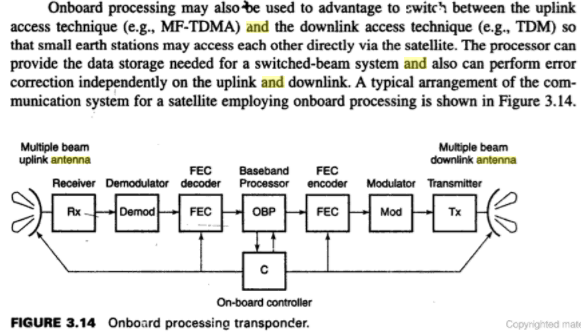 Onboard processing may also be used to advantage to switch between the uplink
access technique (e.g., MF-TDMA) and the downlink access technique (e.g., TDM) so
that small earth stations may access each other directly via the satellite. The processor can
provide the data storage needed for a switched-beam system and also can perform error
correction independently on the uplink and downlink. A typical arrangement of the com-
munication system for a satellite employing onboard processing is shown in Figure 3.14.
Multiple beam
uplink antenna
Multiple beam
downlink antenna
Receiver
Demodulator
FEC
decoder
Baseband
Processor
FEC
encoder
Modulator
Transmitter
Rx
Demod
FEC
OBP
FEC
Mod
Tx
C
On-board controller
FIGURE 3.14 Onboard processing transponder.
Copyrighted mate